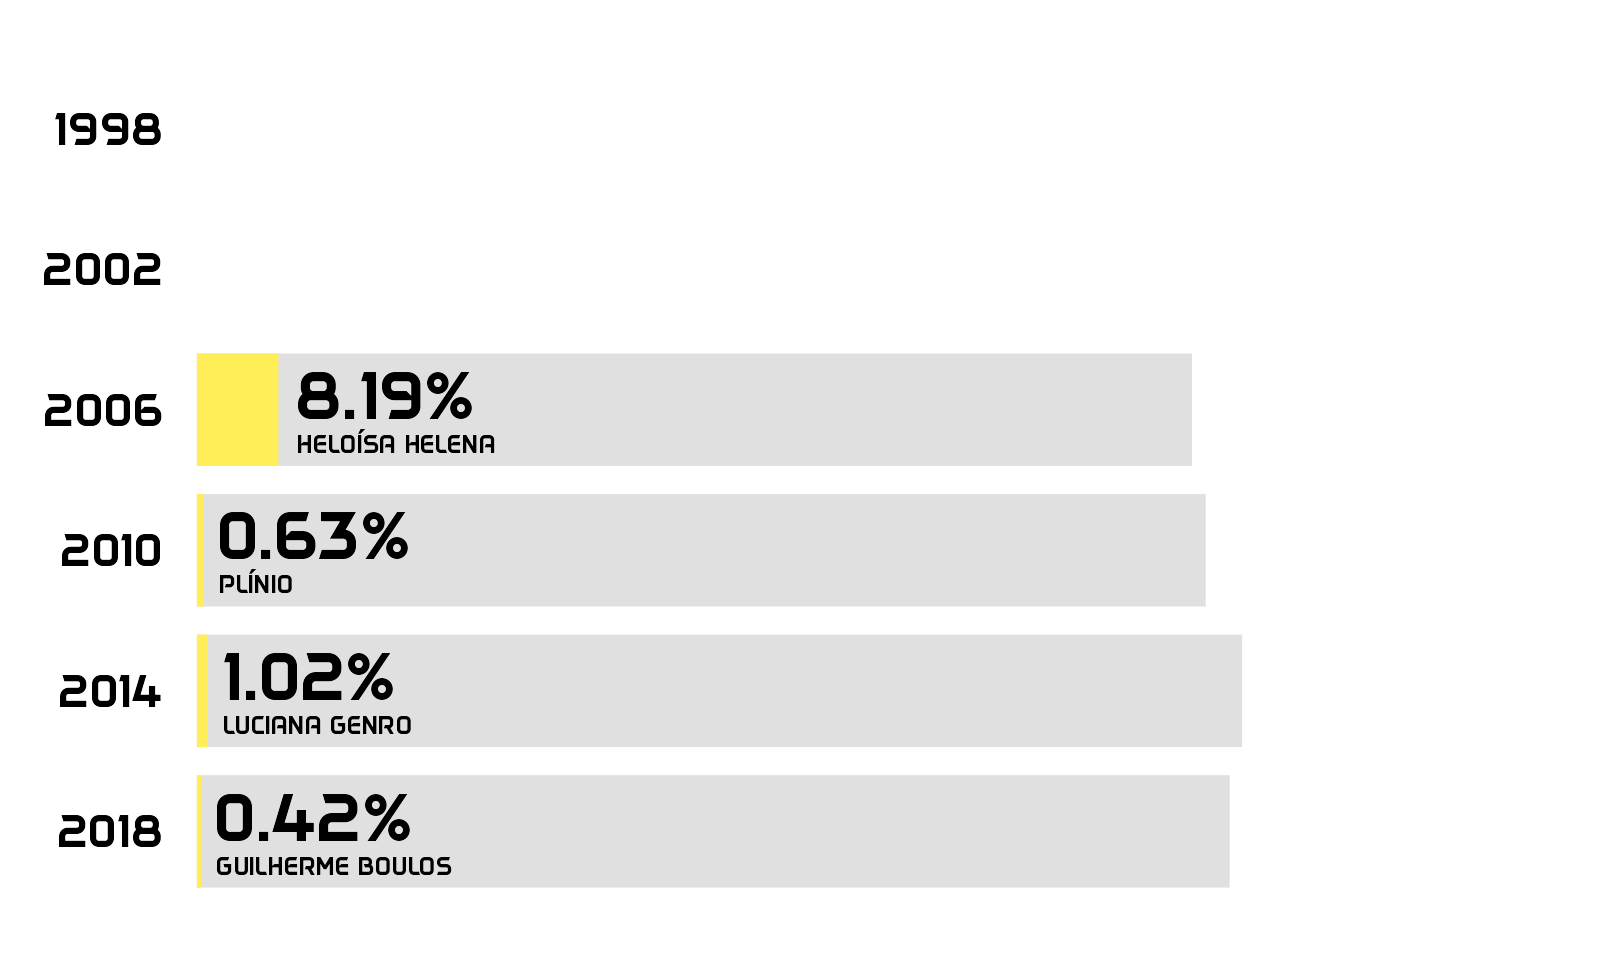 1998
2002
2006
8.19%
HELOÍSA HELENA
2010
0.63%
PLÍNIO
2014
1.02%
LUCIANA GENRO
2018
0.42%
GUILHERME BOULOS